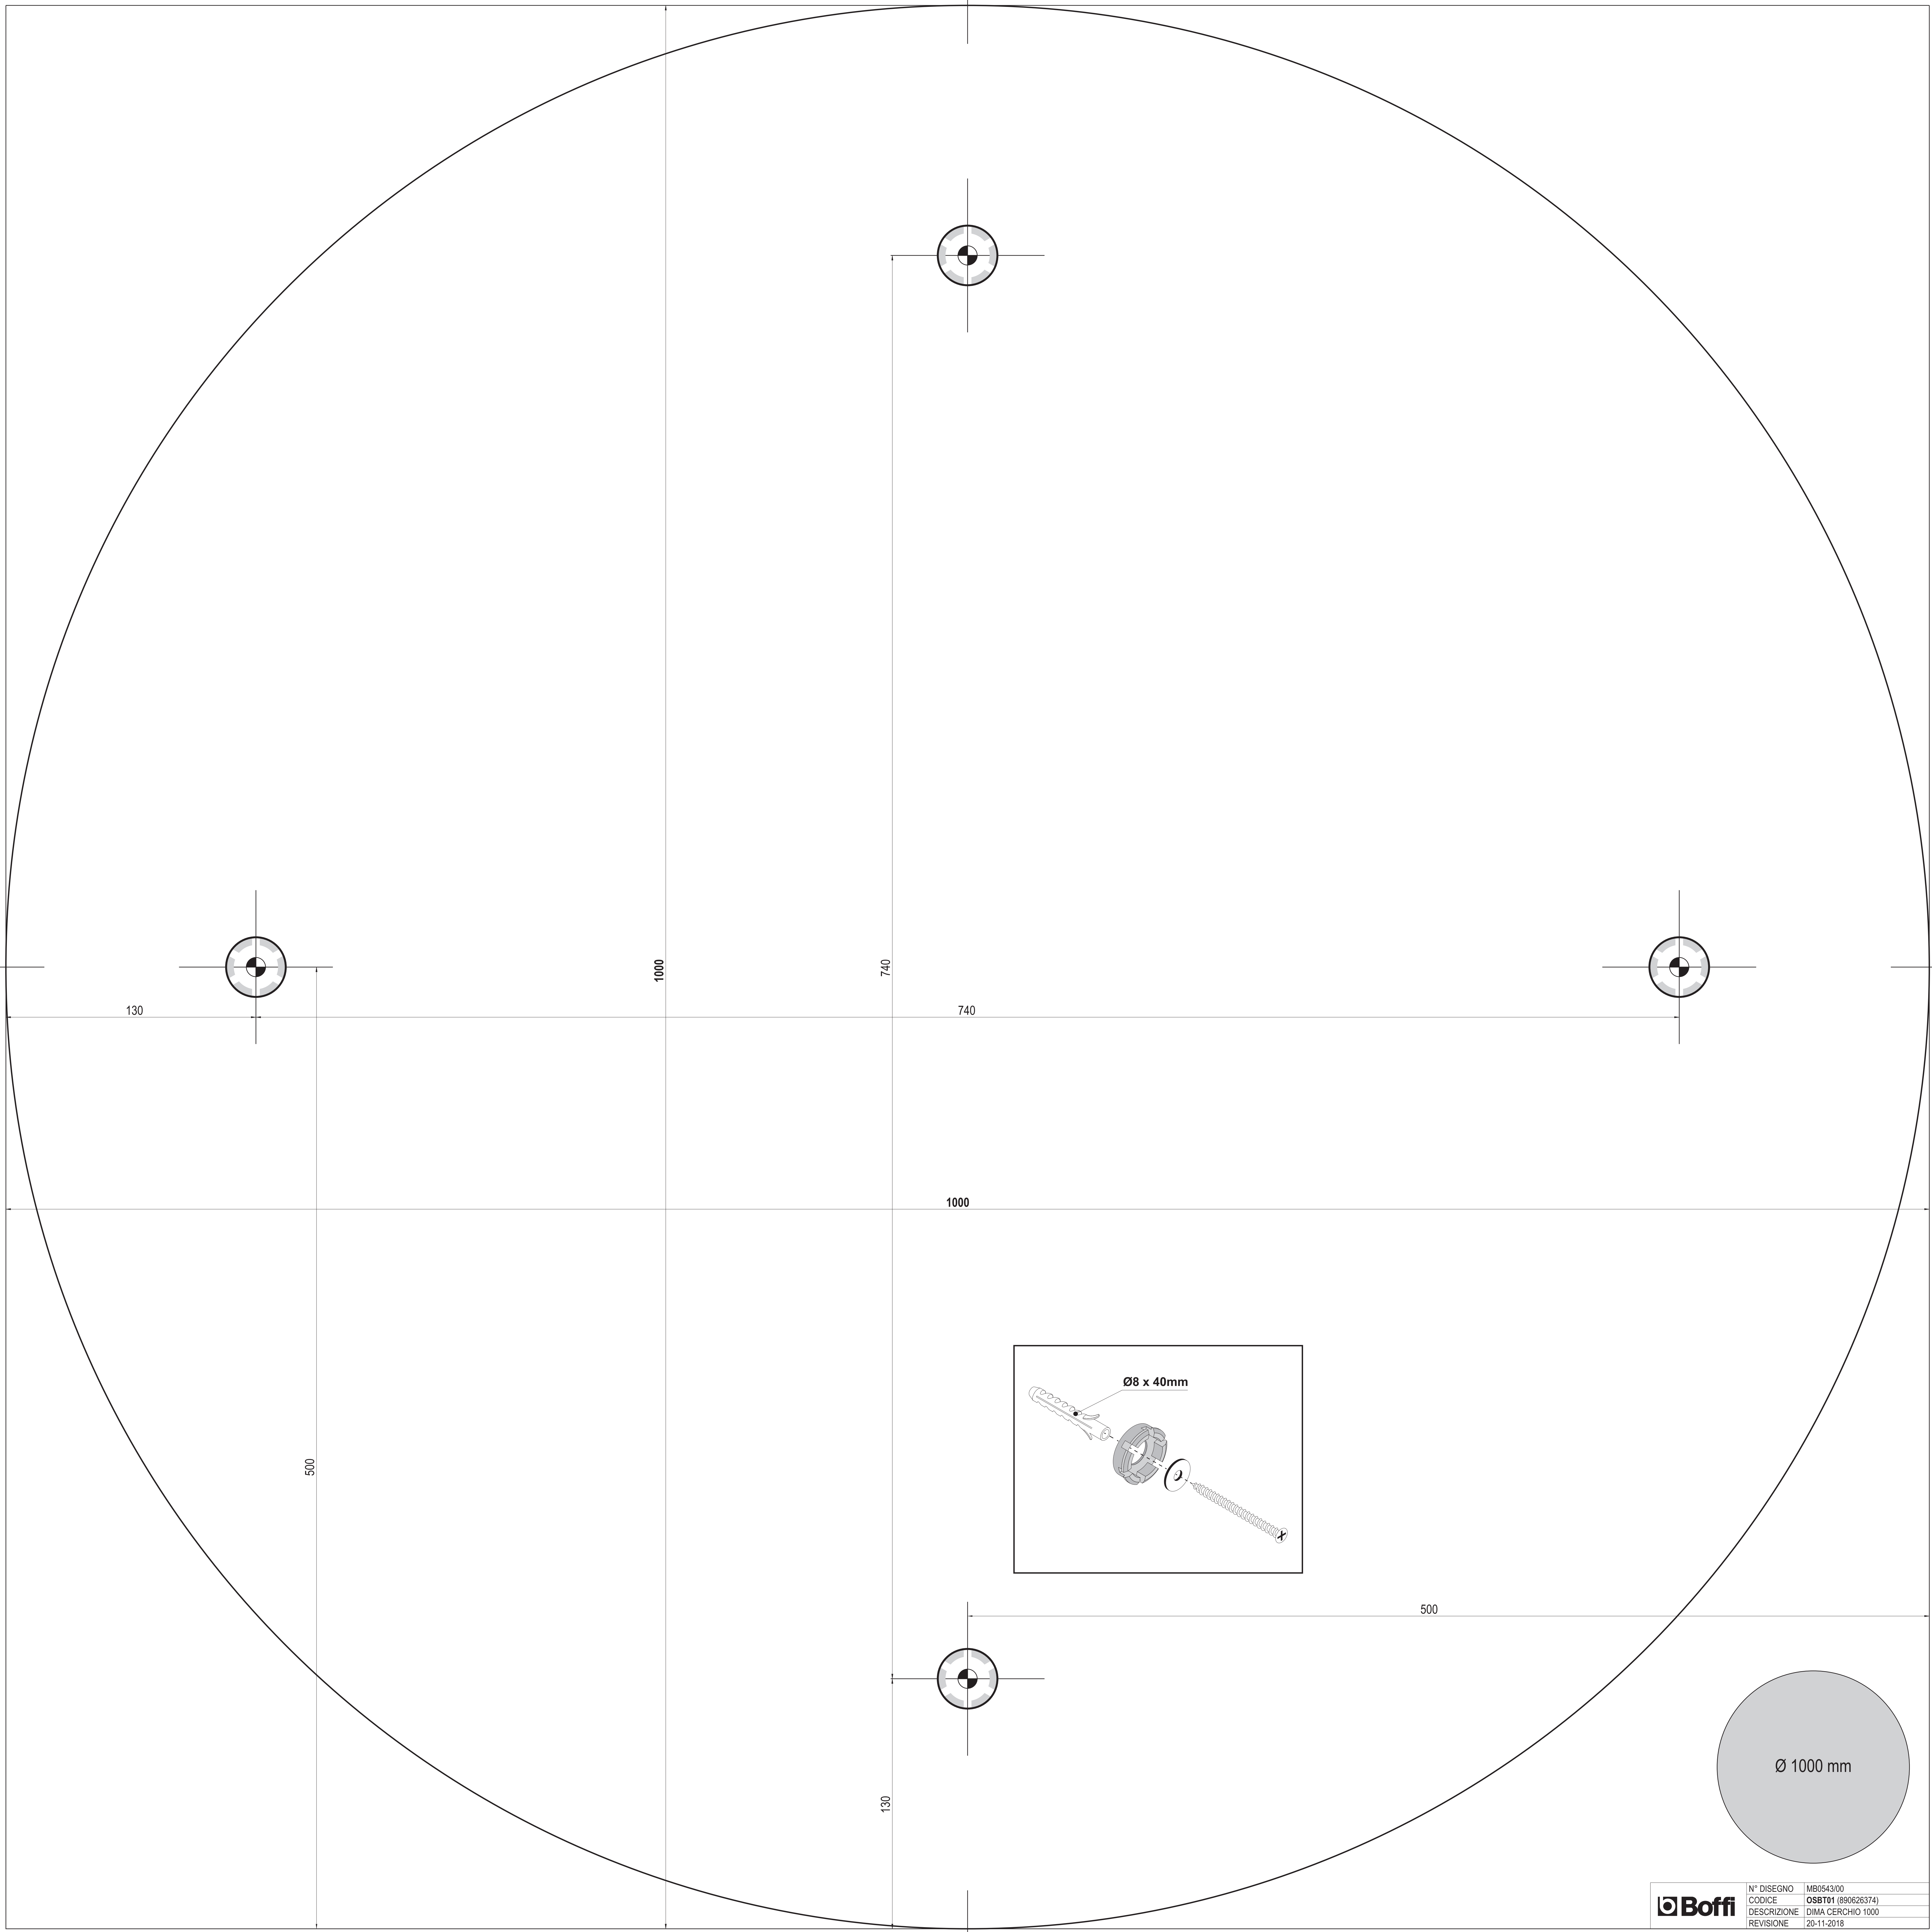 1000
740
130
740
1000
Ø8 x 40mm
500
500
130
Ø 1000 mm
Boffi
N° DISEGNO MB0543/00
CODICE OSBT01 (890626374)
DESCRIZIONE DIMA CERCHIO 1000
REVISIONE 20-11-2018